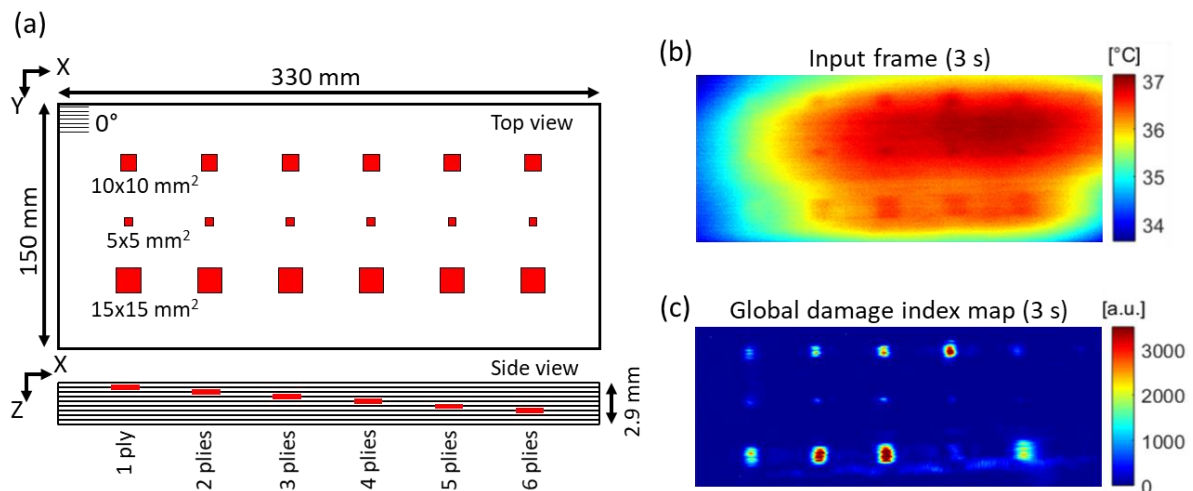 (a)
X
Y
330 mm
0°
Top view
10x10 mm²
5x5 mm²
15x15 mm²
150 mm
X
Z
Side view
2.9 mm
1 ply
2 plies
3 plies
4 plies
5 plies
6 plies
(b)
Input frame (3 s)
[°C]
37
36
35
34
(c)
Global damage index map (3 s)
[a.u.]
3000
2000
1000
0